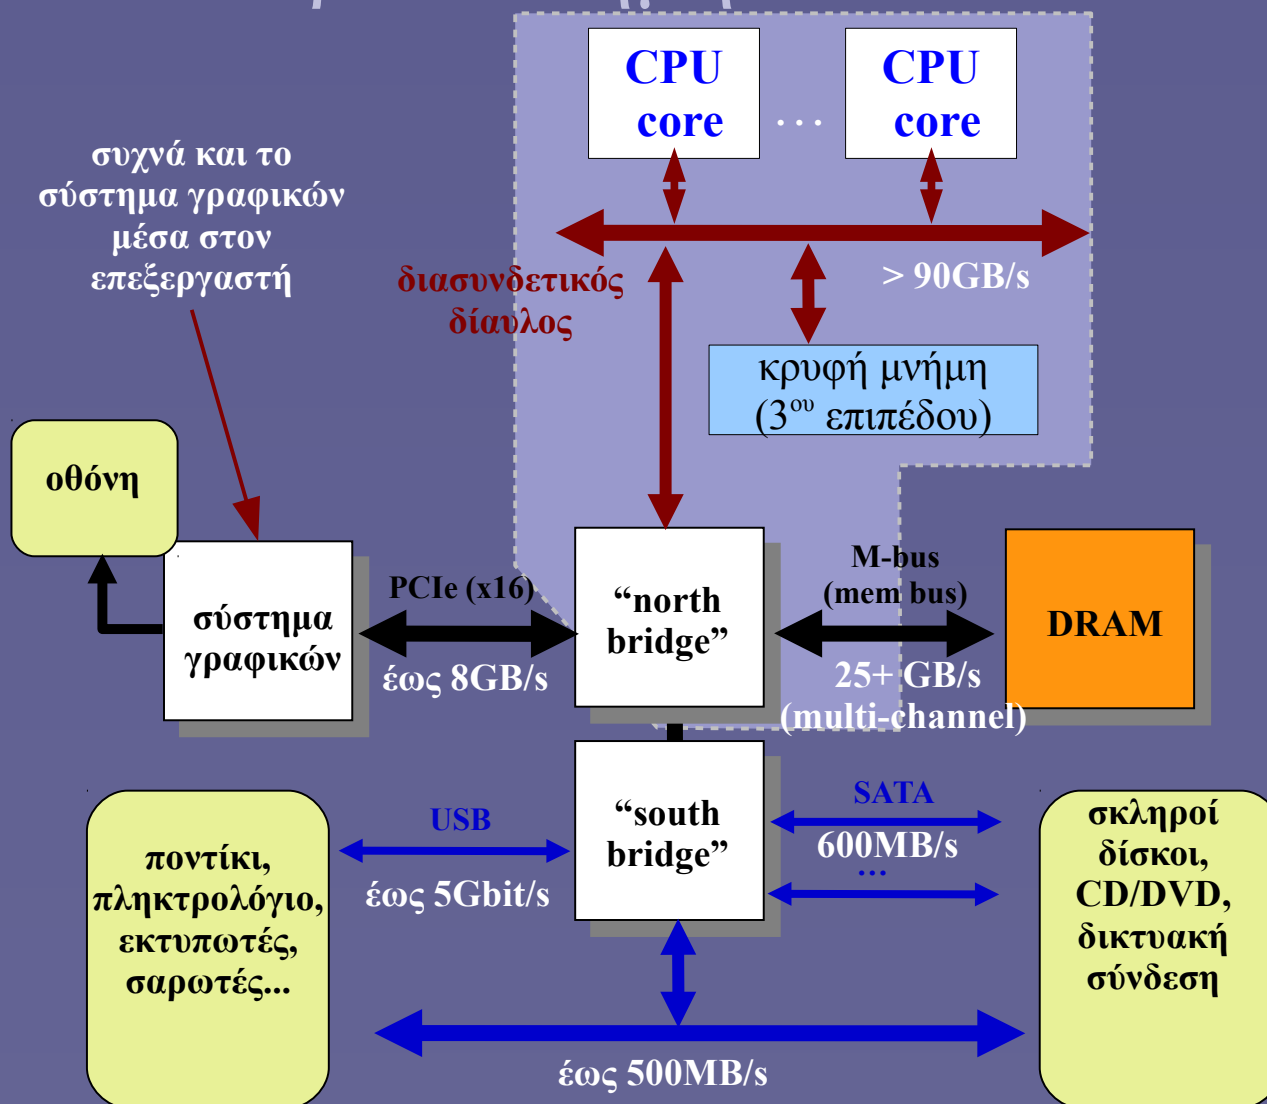 CPU
core
...
CPU
core
συχνά και το
σύστημα γραφικών
μέσα στον
επεξεργαστή
διασυνδετικός
δίαυλος
> 90GB/s
κρυφή μνήμη
(3ου επιπέδου)
οθόνη
σύστημα
γραφικών
PCIe (x16)
έως 8GB/s
“north
bridge”
M-bus
(mem bus)
25+ GB/s
(multi-channel)
DRAM
“south
bridge”
USB
έως 5Gbit/s
SATA
600MB/s
...
ποντίκι,
πληκτρολόγιο,
εκτυπωτές,
σαρωτές...
σκληροί
δίσκοι,
CD/DVD,
δικτυακή
σύνδεση
έως 500MB/s